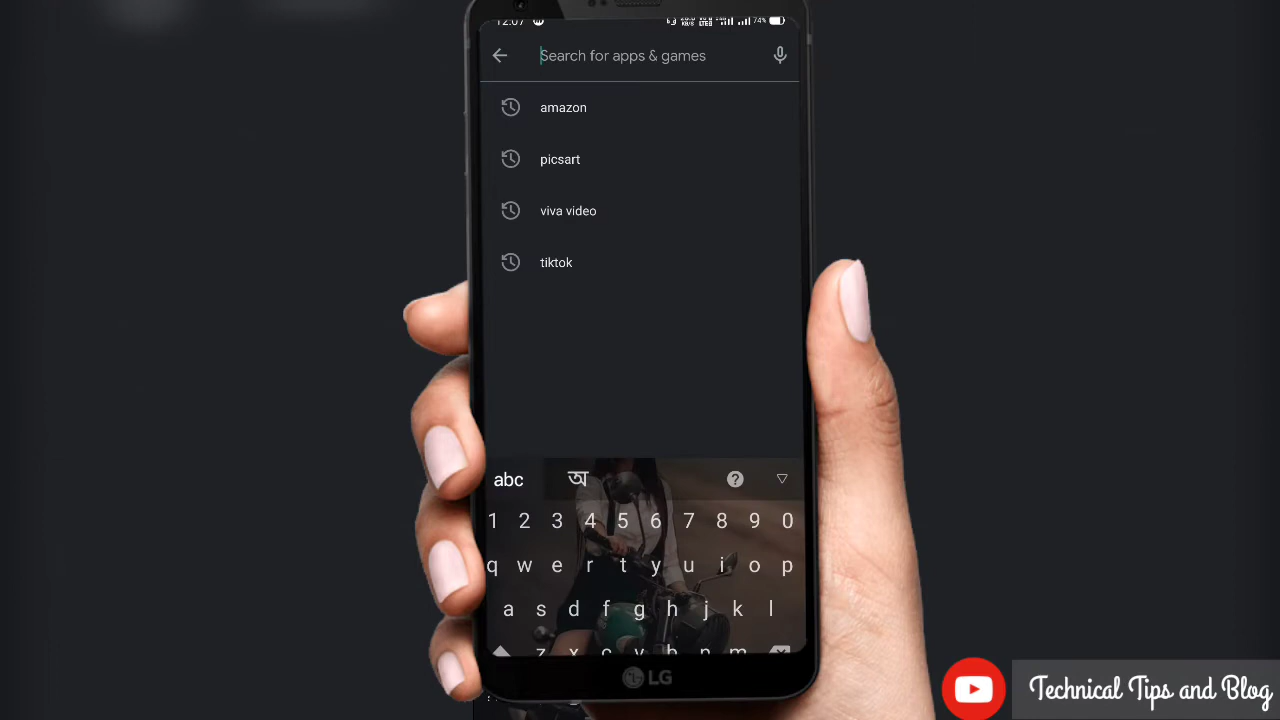 12:07 74%
Search for apps & games
amazon
picsart
viva video
tiktok
abc অ ?
1 2 3 4 5 6 7 8 9 0
q w e r t y u i o p
a s d f g h j k l
z x c v b n m
LG
Technical Tips and Blog